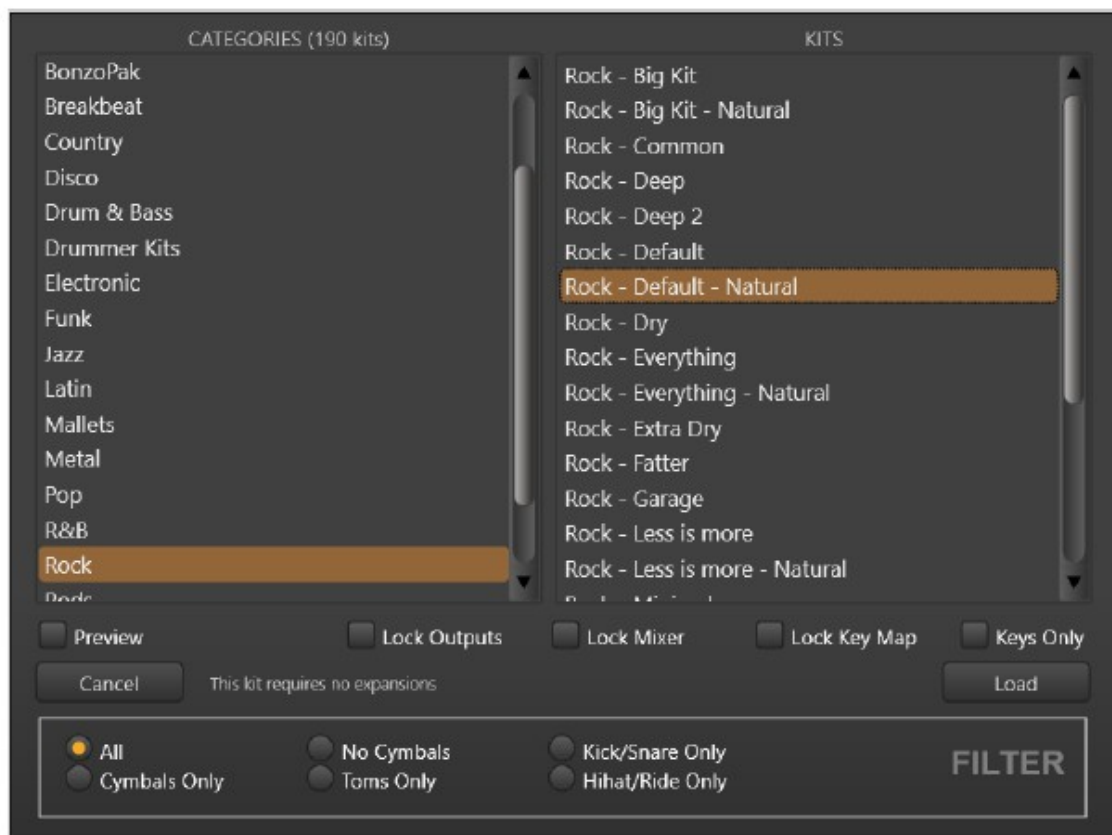 CATEGORIES (190 kits)
BonzoPak
Breakbeat
Country
Disco
Drum & Bass
Drummer Kits
Electronic
Funk
Jazz
Latin
Mallets
Metal
Pop
R&B
Rock
KITS
Rock - Big Kit
Rock - Big Kit - Natural
Rock - Common
Rock - Deep
Rock - Deep 2
Rock - Default
Rock - Default - Natural
Rock - Dry
Rock - Everything
Rock - Everything - Natural
Rock - Extra Dry
Rock - Fatter
Rock - Garage
Rock - Less is more
Rock - Less is more - Natural
Preview Lock Outputs Lock Mixer Lock Key Map Keys Only
Cancel This kit requires no expansions Load
All No Cymbals Kick/Snare Only
Cymbals Only Toms Only Hihat/Ride Only
FILTER